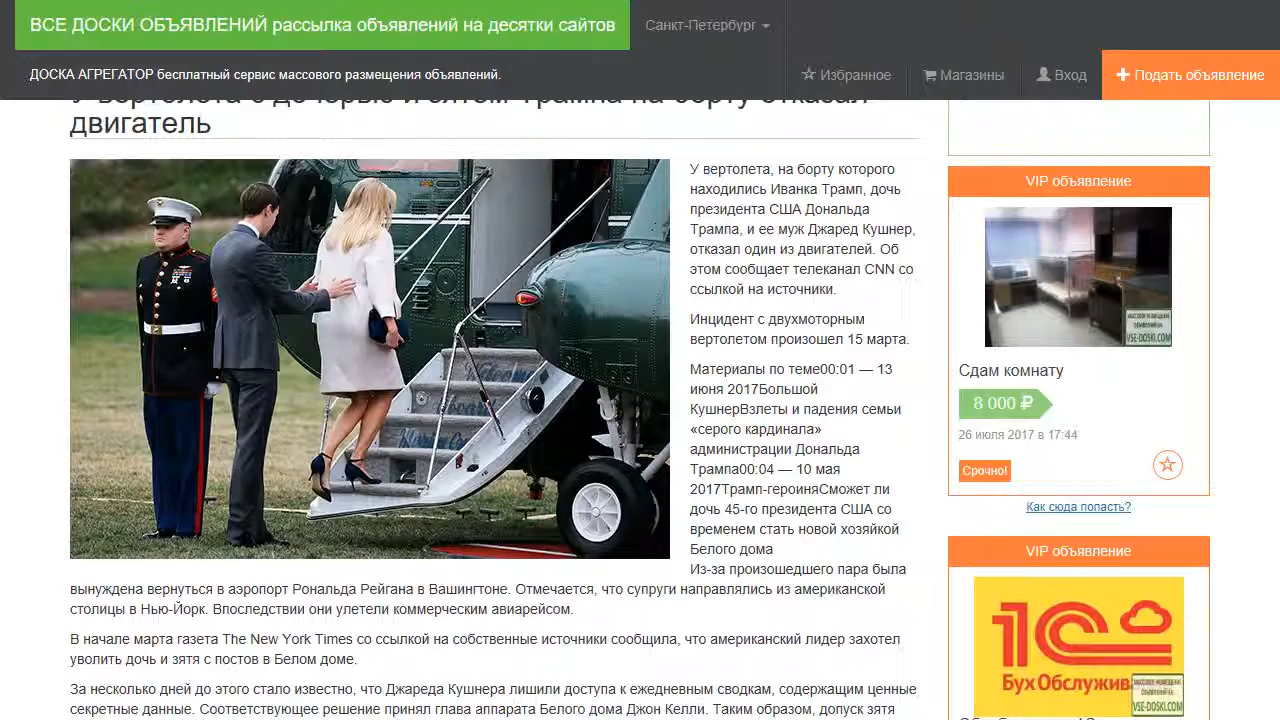 ВСЕ ДОСКИ ОБЪЯВЛЕНИЙ рассылка объявлений на десятки сайтов
Санкт-Петербург
ДОСКА АГРЕГАТОР бесплатный сервис массового размещения объявлений.
Избранное
Магазины
Вход
Подать объявление
У вертолета с дочерью и зятем Трампа на борту отказал
двигатель
У вертолета, на борту которого
находились Иванка Трамп, дочь
президента США Дональда
Трампа, и ее муж Джаред Кушнер,
отказал один из двигателей. Об
этом сообщает телеканал CNN со
ссылкой на источники.
Инцидент с двухмоторным
вертолетом произошел 15 марта.
Материалы по теме00:01 — 13
июня 2017Большой
КушнерВзлеты и падения семьи
«серого кардинала»
администрации Дональда
Трампа00:04 — 10 мая
2017Трамп-героиняСможет ли
дочь 45-го президента США со
временем стать новой хозяйкой
Белого дома
Из-за произошедшего пара была
вынуждена вернуться в аэропорт Рональда Рейгана в Вашингтоне. Отмечается, что супруги направлялись из американской
столицы в Нью-Йорк. Впоследствии они улетели коммерческим авиарейсом.
В начале марта газета The New York Times со ссылкой на собственные источники сообщила, что американский лидер захотел
уволить дочь и зятя с постов в Белом доме.
За несколько дней до этого стало известно, что Джареда Кушнера лишили доступа к ежедневным сводкам, содержащим ценные
секретные данные. Соответствующее решение принял глава аппарата Белого дома Джон Келли. Таким образом, допуск зятя
VIP объявление
VSE-DOSKI.COM
Сдам комнату
8 000 ₽
26 июля 2017 в 17:44
Срочно!
Как сюда попасть?
VIP объявление
1С
БухОбслужива
VSE-DOSKI.COM